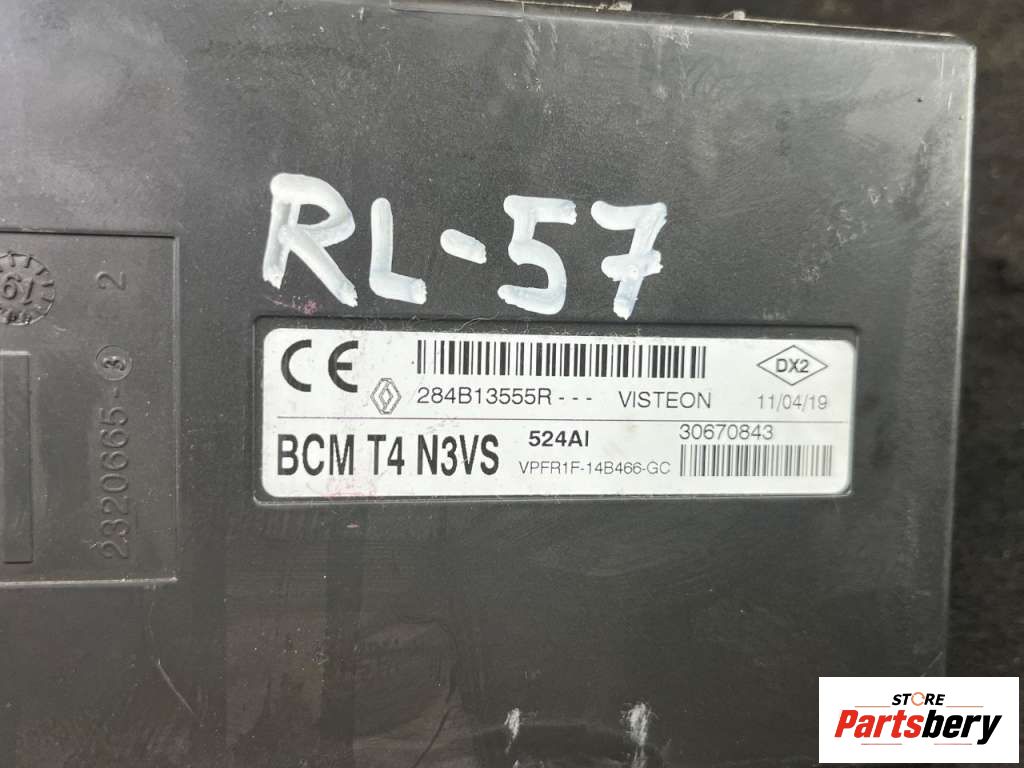 RL-57
CE
DX2
284B13555R--- VISTEON 11/04/19
BCM T4 N3VS 524AI 30670843
VPFR1F-14B466-GC
2320665-3 2
STORE
Partsbery